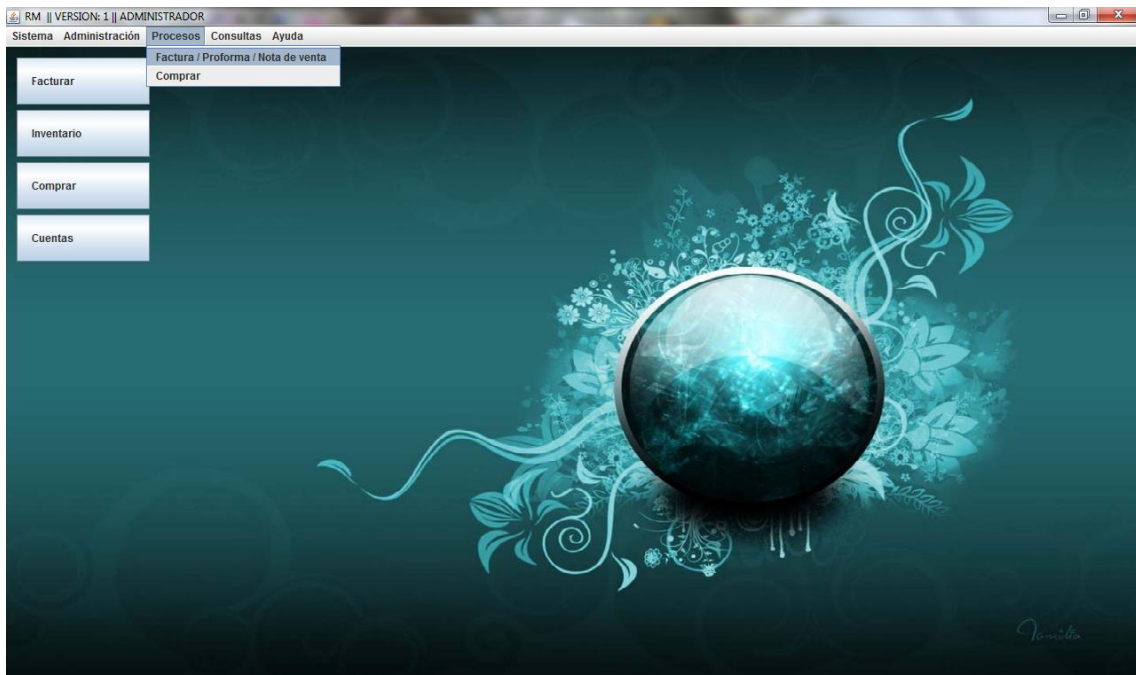 RM || VERSION: 1 || ADMINISTRADOR
Sistema Administración Procesos Consultas Ayuda
Factura / Proforma / Nota de venta
Comprar
Facturar
Inventario
Comprar
Cuentas